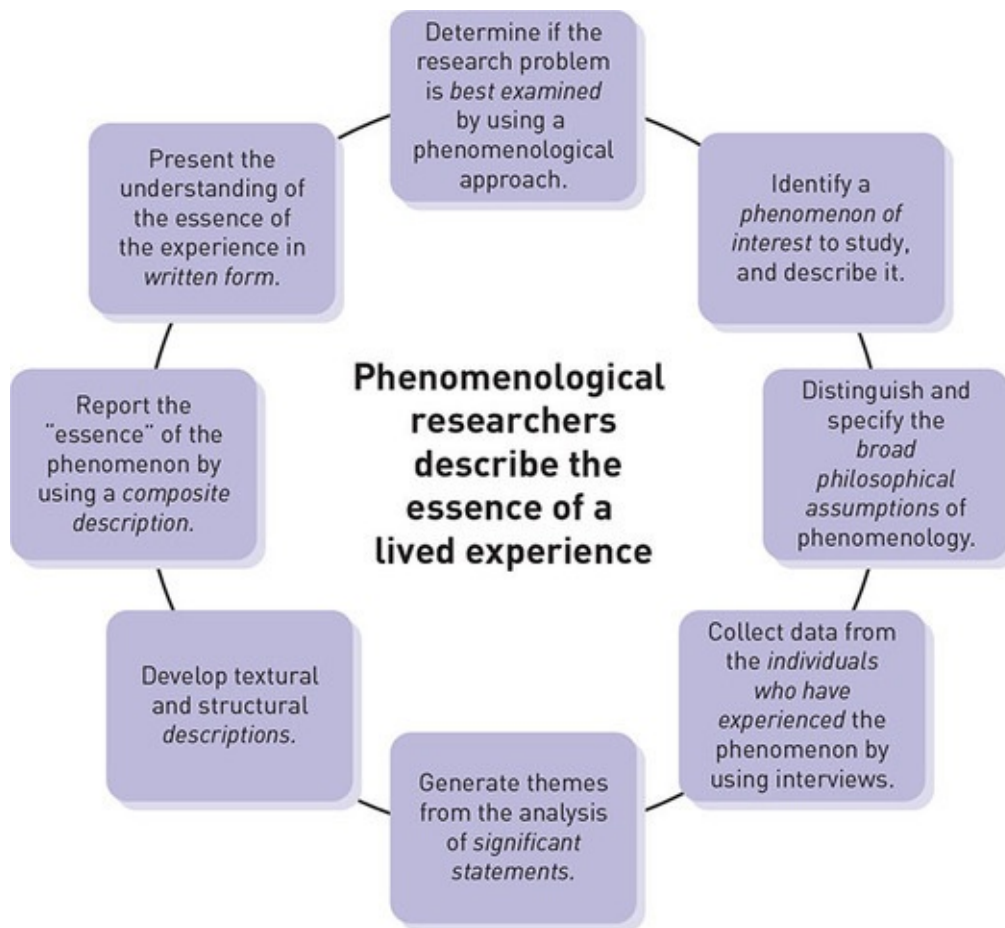 Determine if the
research problem
is best examined
by using a
phenomenological
approach.
Identify a
phenomenon of
interest to study,
and describe it.
Distinguish and
specify the
broad
philosophical
assumptions of
phenomenology.
Collect data from
the individuals
who have
experienced the
phenomenon by
using interviews.
Generate themes
from the analysis
of significant
statements.
Develop textural
and structural
descriptions.
Report the
"essence" of the
phenomenon by
using a composite
description.
Present the
understanding of
the essence of
the experience in
written form.
Phenomenological
researchers
describe the
essence of a
lived experience